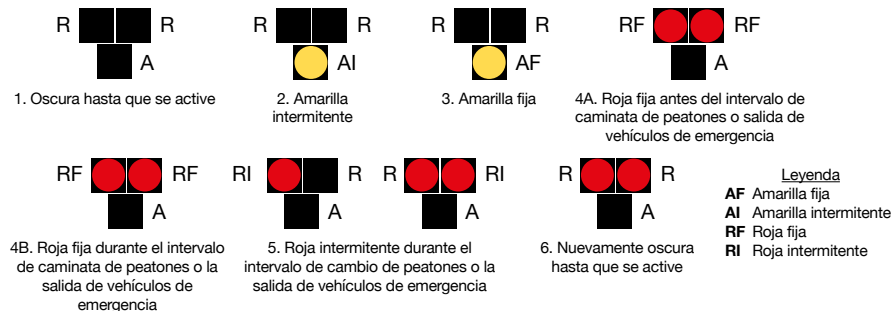 R R
A
1. Oscura hasta que se active
R R
AI
2. Amarilla
intermitente
R R
AF
3. Amarilla fija
RF RF
A
4A. Roja fija antes del intervalo de
caminata de peatones o salida de
vehículos de emergencia
RF RF
A
4B. Roja fija durante el intervalo
de caminata de peatones o la
salida de vehículos de
emergencia
RI R R RI
A A
5. Roja intermitente durante el
intervalo de cambio de peatones o la
salida de vehículos de emergencia
R R
A
6. Nuevamente oscura
hasta que se active
Leyenda
AF Amarilla fija
AI Amarilla intermitente
RF Roja fija
RI Roja intermitente